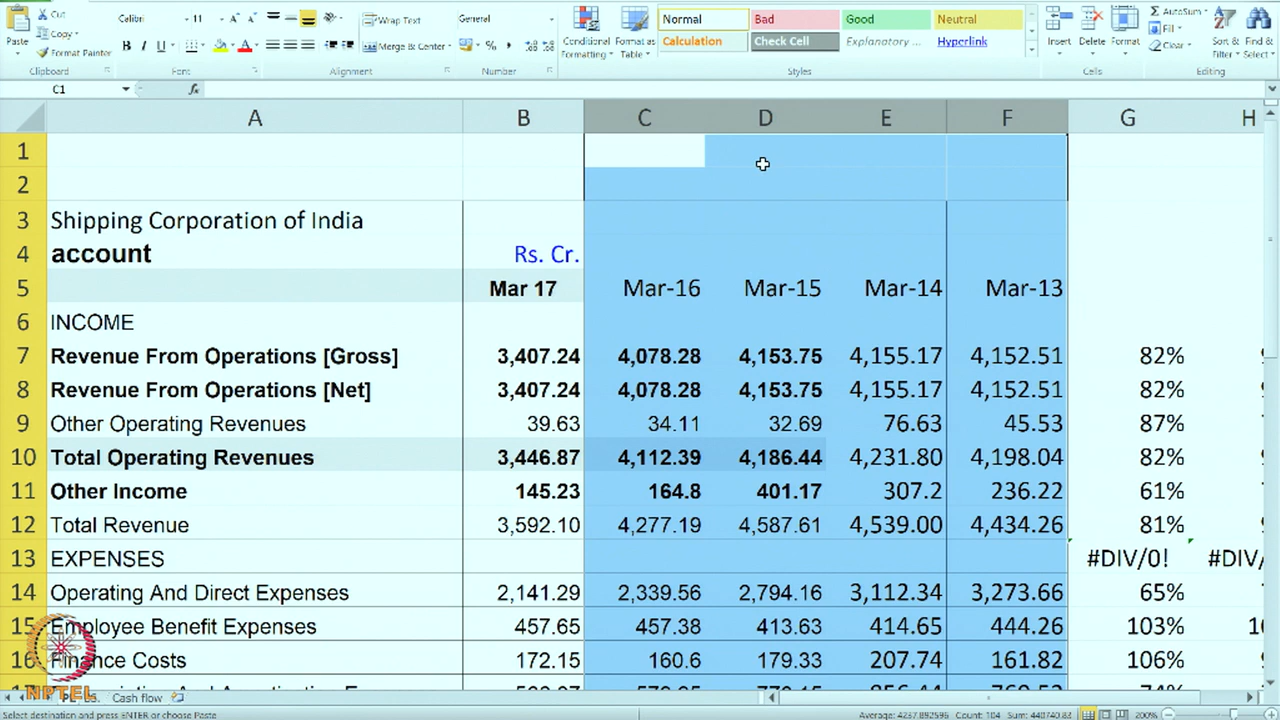 Cut
Calibri
11
A
A
Wrap Text
General
Normal
Bad
Good
Neutral
AutoSum
Copy
Fill
Paste
Format Painter
B I U
Merge & Center
%
Conditional
Formatting
Format as
Table
Calculation
Check Cell
Explanatory ...
Hyperlink
Insert
Delete
Format
Clear
Sort &
Filter
Find &
Select
Clipboard
Font
Alignment
Number
Styles
Cells
Editing
C1
fx
A B C D E F G H
1
2
3 Shipping Corporation of India
4 account Rs. Cr.
5 Mar 17 Mar-16 Mar-15 Mar-14 Mar-13
6 INCOME
7 Revenue From Operations [Gross] 3,407.24 4,078.28 4,153.75 4,155.17 4,152.51 82%
8 Revenue From Operations [Net] 3,407.24 4,078.28 4,153.75 4,155.17 4,152.51 82%
9 Other Operating Revenues 39.63 34.11 32.69 76.63 45.53 87%
10 Total Operating Revenues 3,446.87 4,112.39 4,186.44 4,231.80 4,198.04 82%
11 Other Income 145.23 164.8 401.17 307.2 236.22 61%
12 Total Revenue 3,592.10 4,277.19 4,587.61 4,539.00 4,434.26 81%
13 EXPENSES #DIV/0! #DIV/
14 Operating And Direct Expenses 2,141.29 2,339.56 2,794.16 3,112.34 3,273.66 65%
15 Employee Benefit Expenses 457.65 457.38 413.63 414.65 444.26 103% 1
16 Finance Costs 172.15 160.6 179.33 207.74 161.82 106%
NPTEL
Cash flow
Select destination and press ENTER or choose Paste
Average: 4237.892596 Count: 104 Sum: 440740.83
200%